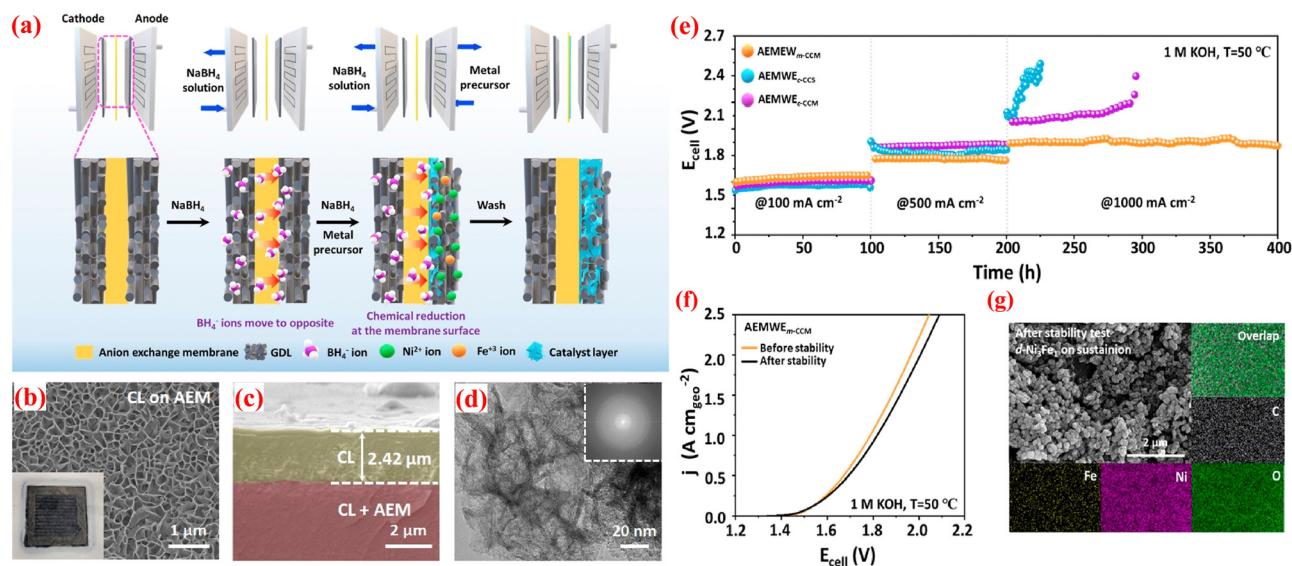 (a)
Cathode
Anode
NaBH4
solution
NaBH4
solution
Metal
precursor
NaBH4
NaBH4
Metal
precursor
Wash
BH4- ions move to opposite
Chemical reduction
at the membrane surface
Anion exchange membrane
GDL
BH4- ion
Ni2+ ion
Fe+3 ion
Catalyst layer
(b)
CL on AEM
1 μm
(c)
CL
2.42 μm
CL + AEM
2 μm
(d)
20 nm
(e)
2.7
2.4
2.1
1.8
1.5
1.2
Ecell (V)
AEMEWm-CCM
AEMWEc-CCS
AEMWEc-CCM
1 M KOH, T=50 °C
@100 mA cm-2
@500 mA cm-2
@1000 mA cm-2
0
50
100
150
200
250
300
350
400
Time (h)
(f)
2.5
2.0
1.5
1.0
0.5
0.0
j (A cmgeo-2)
AEMWEm-CCM
Before stability
After stability
1 M KOH, T=50 °C
1.2
1.4
1.6
1.8
2.0
2.2
Ecell (V)
(g)
After stability test
d-Ni3Fe1 on sustainion
2 μm
Overlap
C
Fe
Ni
O